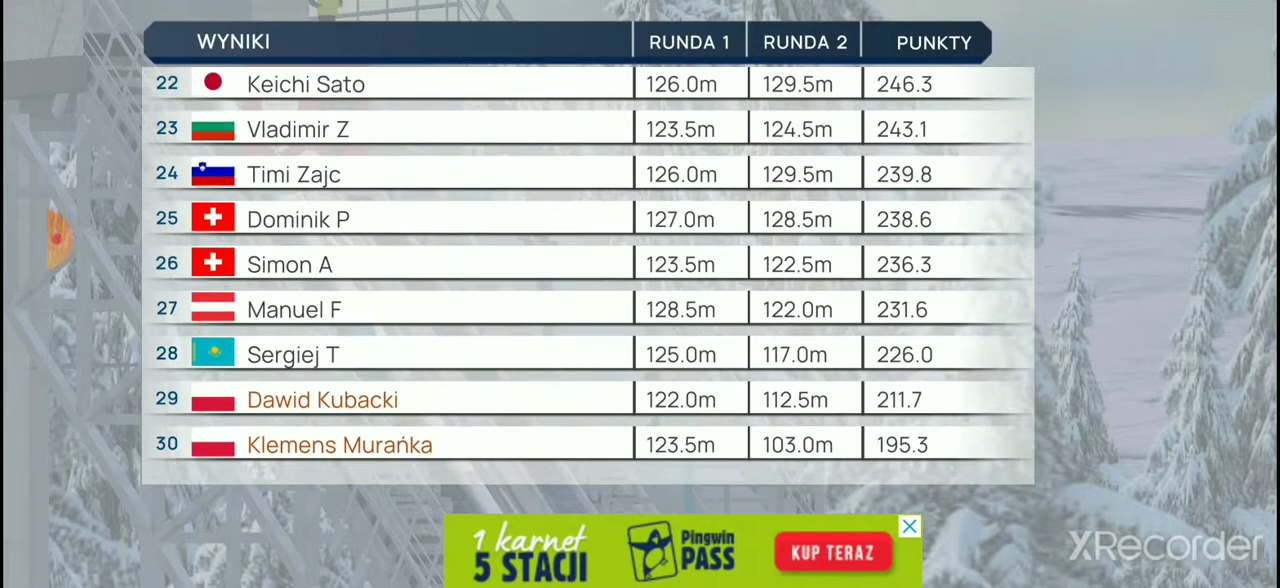 WYNIKI RUNDA 1 RUNDA 2 PUNKTY
22 Keichi Sato 126.0m 129.5m 246.3
23 Vladimir Z 123.5m 124.5m 243.1
24 Timi Zajc 126.0m 129.5m 239.8
25 Dominik P 127.0m 128.5m 238.6
26 Simon A 123.5m 122.5m 236.3
27 Manuel F 128.5m 122.0m 231.6
28 Sergiej T 125.0m 117.0m 226.0
29 Dawid Kubacki 122.0m 112.5m 211.7
30 Klemens Murańka 123.5m 103.0m 195.3
1 karnet
5 STACJI
Pingwin
PASS
KUP TERAZ
XRecorder